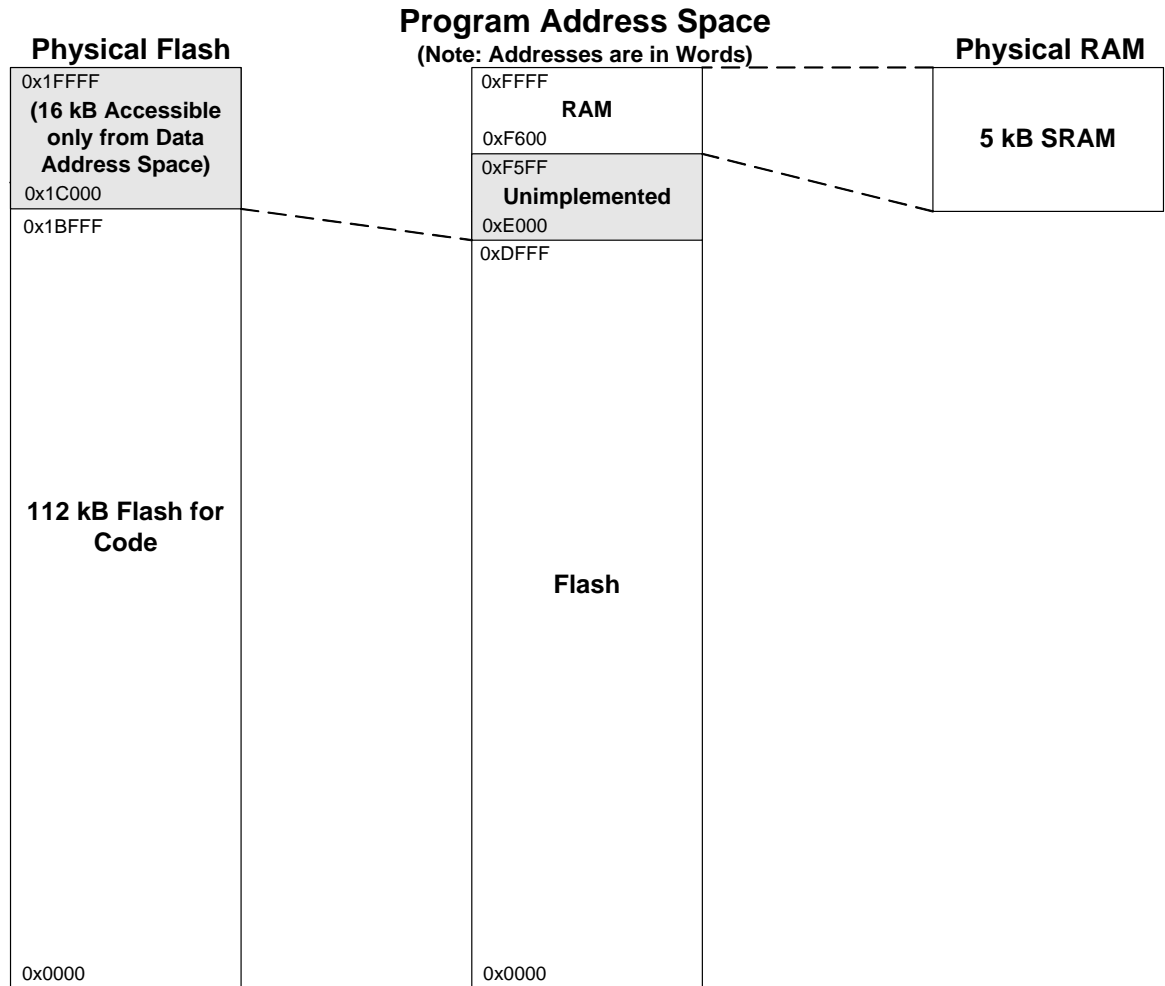 Program Address Space
(Note: Addresses are in Words)
Physical Flash
Physical RAM
0x1FFFF
(16 kB Accessible
only from Data
Address Space)
0x1C000
0x1BFFF
112 kB Flash for
Code
0x0000
0xFFFF
RAM
0xF600
0xF5FF
Unimplemented
0xE000
0xDFFF
Flash
0x0000
5 kB SRAM